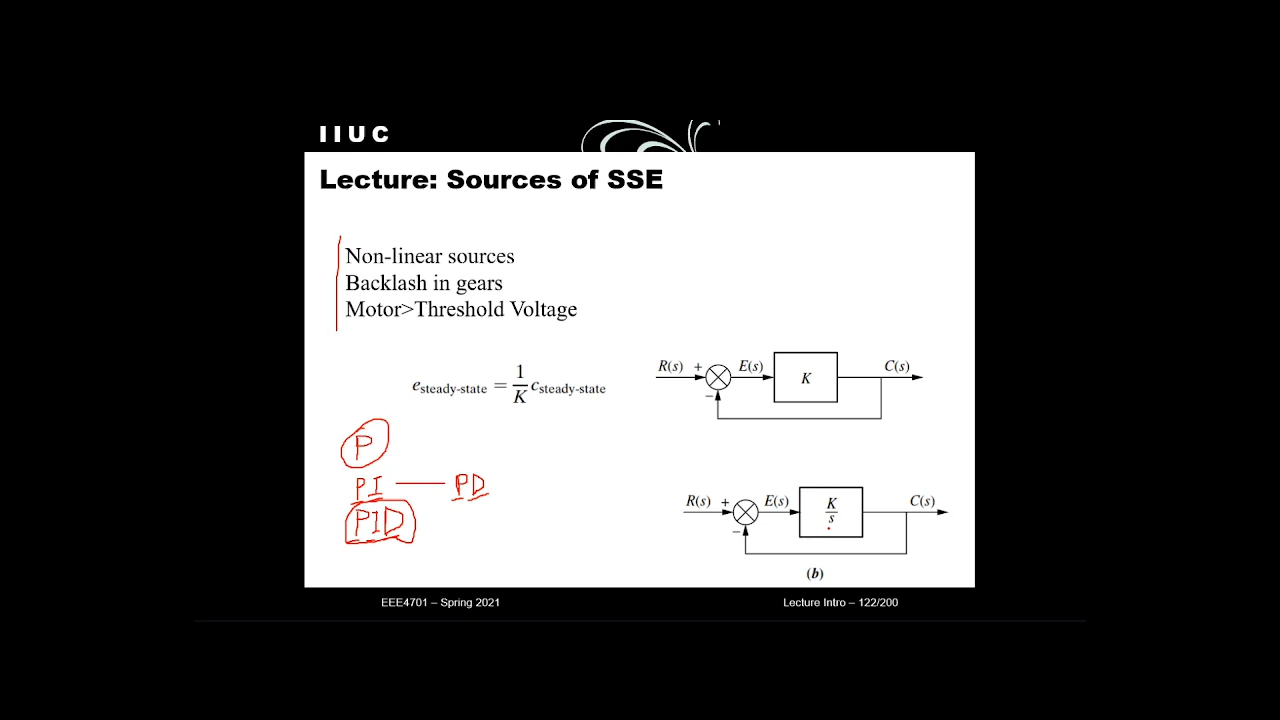 IIUC
Lecture: Sources of SSE
Non-linear sources
Backlash in gears
Motor>Threshold Voltage
e steady-state = 1/K c steady-state
R(s) + E(s) K C(s)
−
P
PI — PD
PID
R(s) + E(s) K/s C(s)
−
(b)
EEE4701 – Spring 2021
Lecture Intro – 122/200